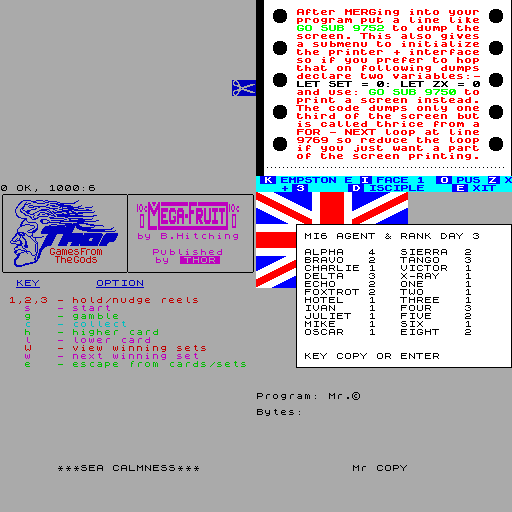 After MERGing into your
program put a line like
GO SUB 9752 to dump the
screen. This also gives
a submenu to initialize
the printer + interface
so if you prefer to hop
that on following dumps
declare two variables:-
LET SET = 0: LET ZX = 0
and use: GO SUB 9750 to
print a screen instead.
The code dumps only one
third of the screen but
is called thrice from a
FOR - NEXT loop at line
9769 so reduce the loop
if you just want a part
of the screen printing.
K EMPSTON E I FACE 1 O PUS Z X
+ 3 D ISCIPLE E XIT
0 OK, 1000:6
Thor
Games From
The Gods
10c MEGA-FRUIT 10c
by B.Hitching
Published
by THOR
KEY OPTION
1,2,3 - hold/nudge reels
s - start
g - gamble
c - collect
h - higher card
l - lower card
W - view winning sets
w - next winning set
e - escape from cards/sets
MI6 AGENT & RANK DAY 3
ALPHA 4 SIERRA 2
BRAVO 1 TANGO 3
CHARLIE 1 VICTOR 1
DELTA 3 X-RAY 1
ECHO 2 ONE 1
FOXTROT 2 TWO 1
HOTEL 1 THREE 1
IVAN 1 FOUR 3
JULIET 1 FIVE 2
MIKE 1 SIX 1
OSCAR 1 EIGHT 2
KEY COPY OR ENTER
Program: Mr.©
Bytes:
***SEA CALMNESS***
Mr COPY